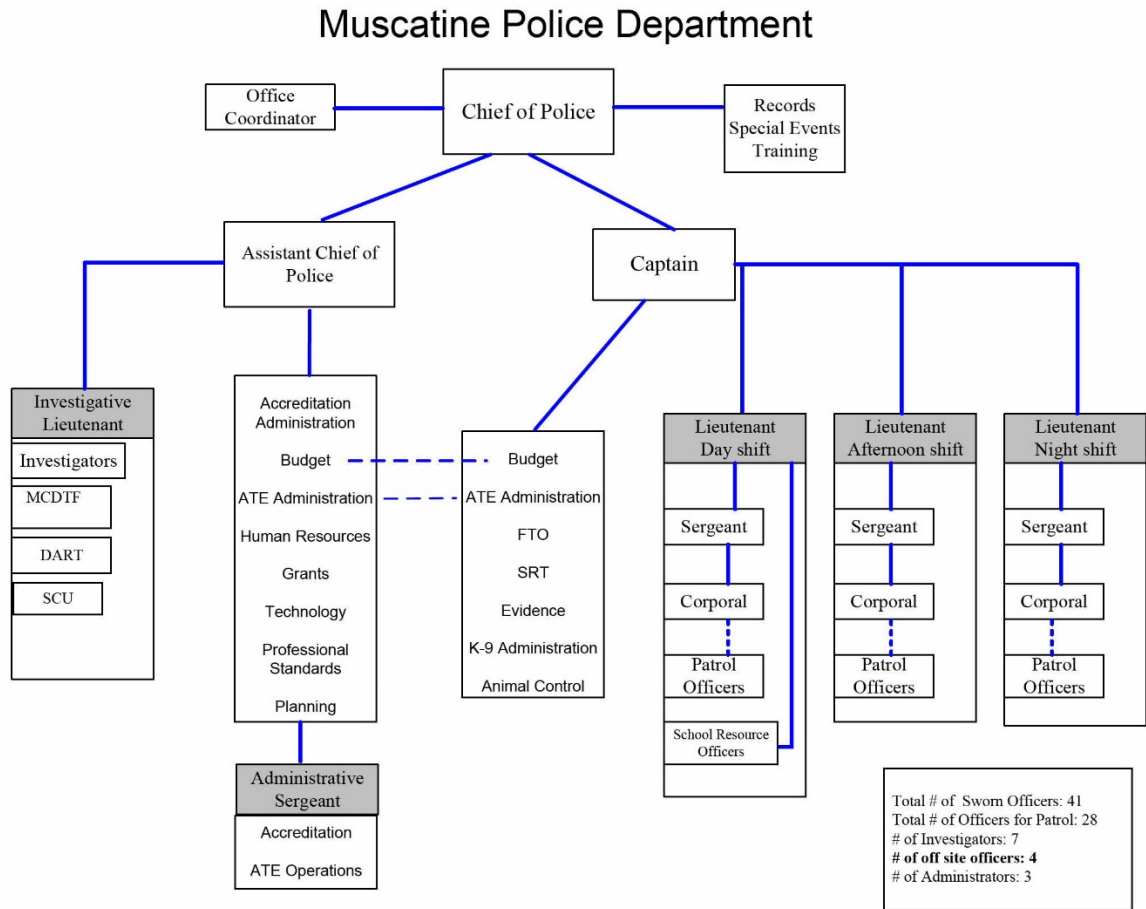 Muscatine Police Department
Office
Coordinator
Chief of Police
Records
Special Events
Training
Assistant Chief of
Police
Captain
Investigative
Lieutenant
Investigators
MCDTF
DART
SCU
Accreditation
Administration
Budget
ATE Administration
Human Resources
Grants
Technology
Professional
Standards
Planning
Administrative
Sergeant
Accreditation
ATE Operations
Budget
ATE Administration
FTO
SRT
Evidence
K-9 Administration
Animal Control
Lieutenant
Day shift
Sergeant
Corporal
Patrol
Officers
School Resource
Officers
Lieutenant
Afternoon shift
Sergeant
Corporal
Patrol
Officers
Lieutenant
Night shift
Sergeant
Corporal
Patrol
Officers
Total # of Sworn Officers: 41
Total # of Officers for Patrol: 28
# of Investigators: 7
# of off site officers: 4
# of Administrators: 3